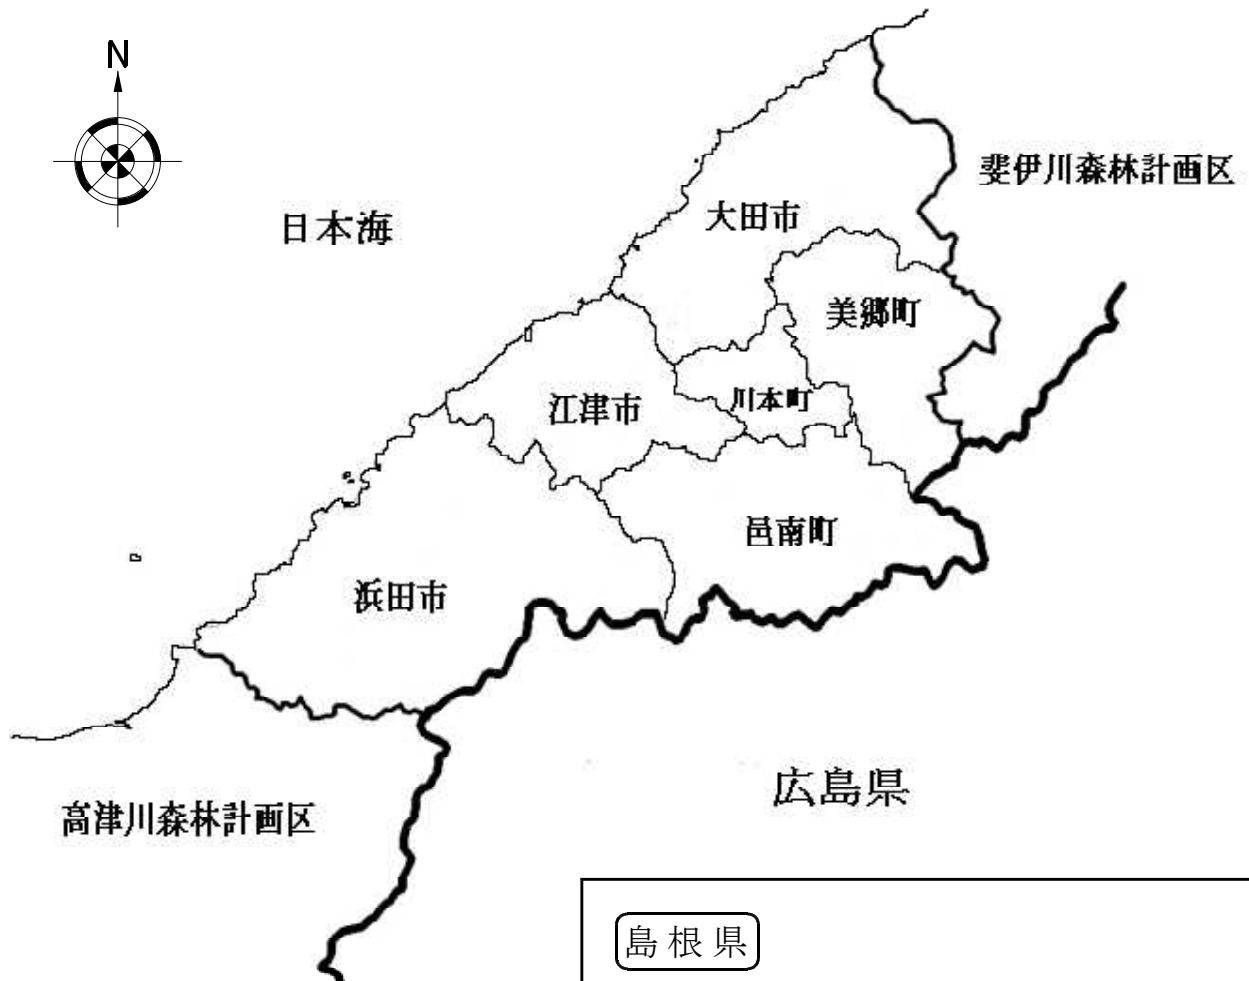 N
斐伊川森林計画区
大田市
日本海
美郷町
川本町
江津市
邑南町
浜田市
広島県
高津川森林計画区
島根県